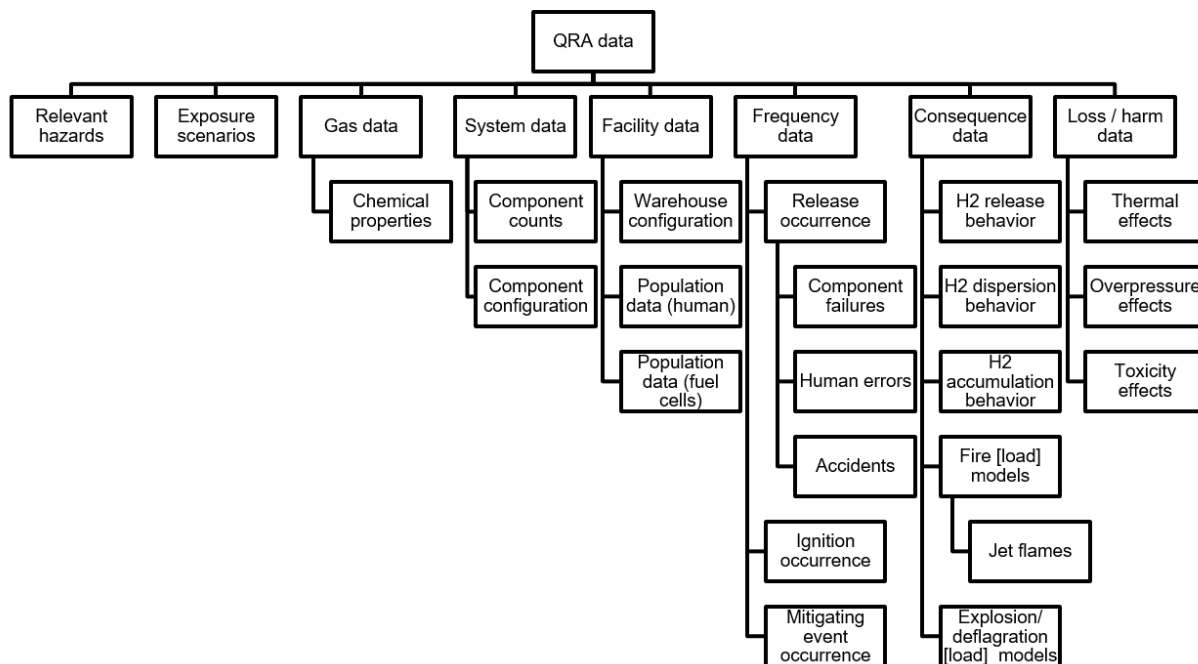 QRA data
Relevant
hazards
Exposure
scenarios
Gas data
System data
Facility data
Frequency
data
Consequence
data
Loss / harm
data
Chemical
properties
Component
counts
Component
configuration
Warehouse
configuration
Population
data (human)
Population
data (fuel
cells)
Release
occurrence
Component
failures
Human errors
Accidents
Ignition
occurrence
Mitigating
event
occurrence
H2 release
behavior
H2 dispersion
behavior
H2
accumulation
behavior
Fire [load]
models
Jet flames
Explosion/
deflagration
[load] models
Thermal
effects
Overpressure
effects
Toxicity
effects